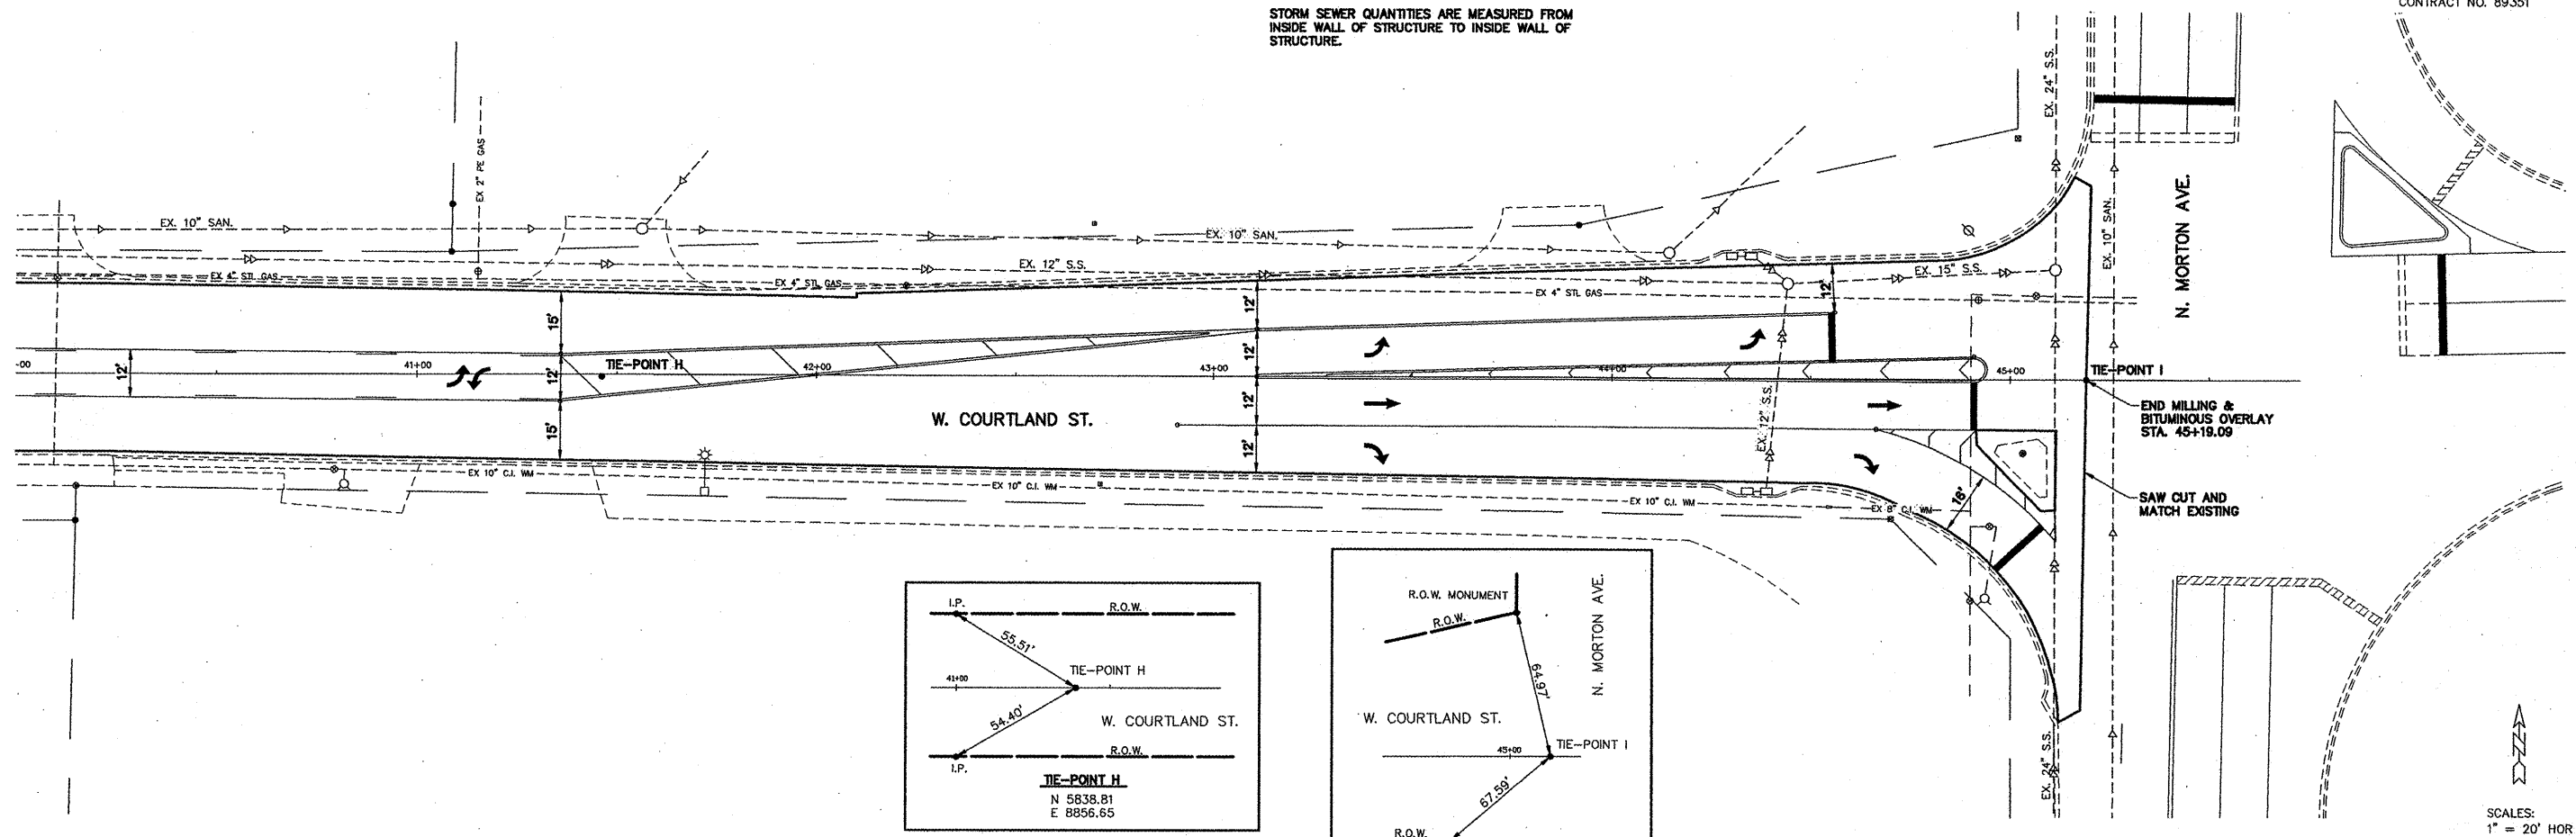 CONTRACT NO. 89351
STORM SEWER QUANTITIES ARE MEASURED FROM
INSIDE WALL OF STRUCTURE TO INSIDE WALL OF
STRUCTURE.
EX 2" PE GAS
EX. 24" S.S.
EX. 10" SAN.
N. MORTON AVE.
EX. 10" SAN.
EX. 10" SAN.
EX. 12" S.S.
EX. 15" S.S.
EX 4" STL GAS
EX 4" STL GAS
EX 4" STL GAS
15'
12'
12'
12'
12'
15'
12'
12'
12'
-00
41+00
TIE-POINT H
42+00
43+00
44+00
45+00
TIE-POINT I
END MILLING &
BITUMINOUS OVERLAY
STA. 45+19.09
W. COURTLAND ST.
EX. 12" S.S.
EX 10" C.I. WM
EX 10" C.I. WM
EX 10" C.I. WM
EX 8" C.I. WM
16'
SAW CUT AND
MATCH EXISTING
I.P.
R.O.W.
55.51'
TIE-POINT H
41+00
54.40'
W. COURTLAND ST.
R.O.W.
I.P.
TIE-POINT H
N 5838.81
E 8856.65
R.O.W. MONUMENT
R.O.W.
N. MORTON AVE.
64.97'
W. COURTLAND ST.
45+00
TIE-POINT I
67.59'
R.O.W.
EX. 24" S.S.
N
SCALES:
1" = 20' HOR